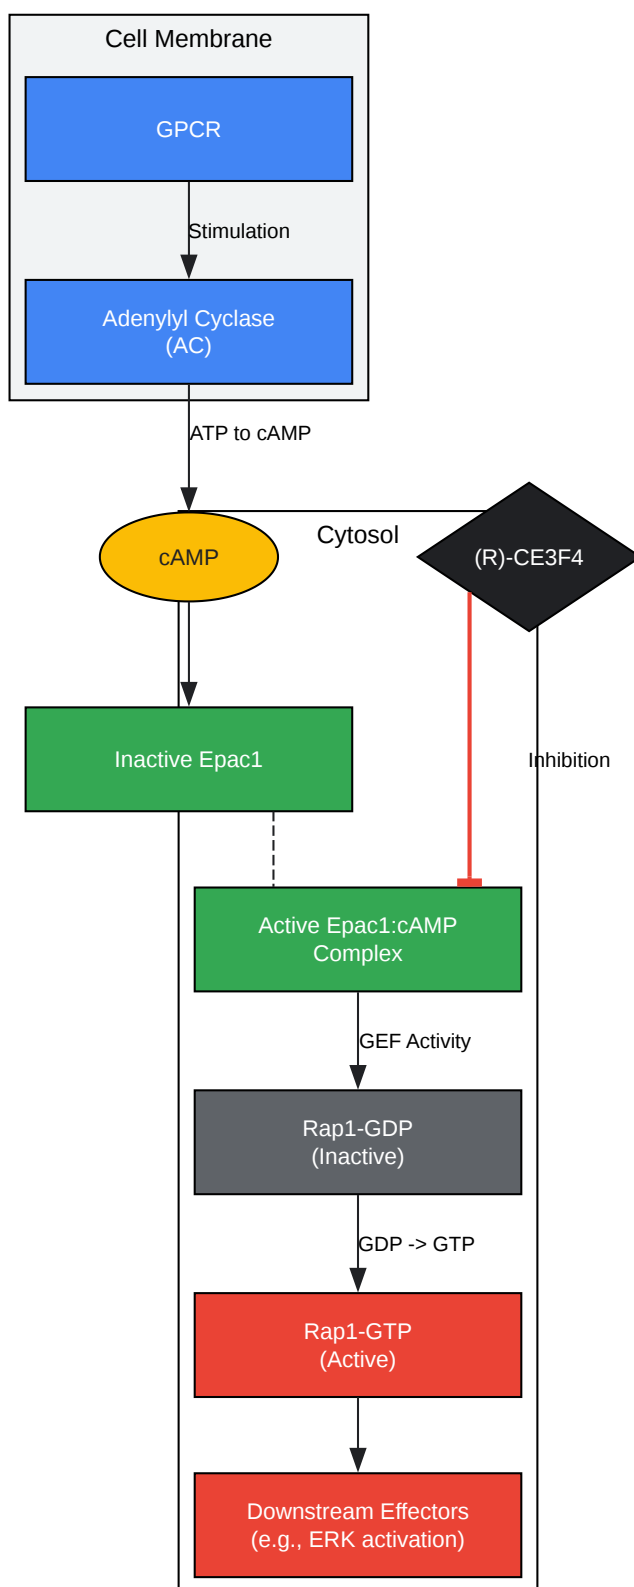 Cell Membrane
GPCR
Stimulation
Adenylyl Cyclase
(AC)
ATP to cAMP
Cytosol
cAMP
(R)-CE3F4
Inactive Epac1
Inhibition
Active Epac1:cAMP
Complex
GEF Activity
Rap1-GDP
(Inactive)
GDP -> GTP
Rap1-GTP
(Active)
Downstream Effectors
(e.g., ERK activation)